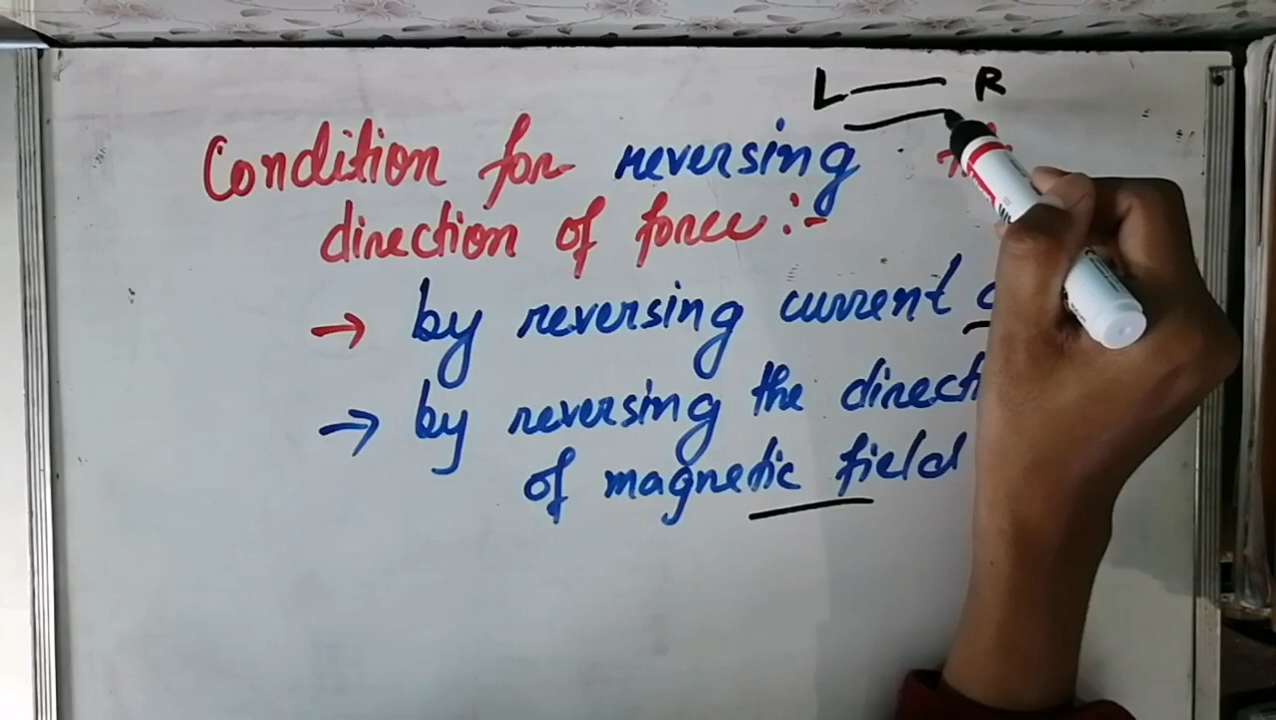 L R
Condition for reversing
direction of force :-
→ by reversing current
→ by reversing the
of magnetic field